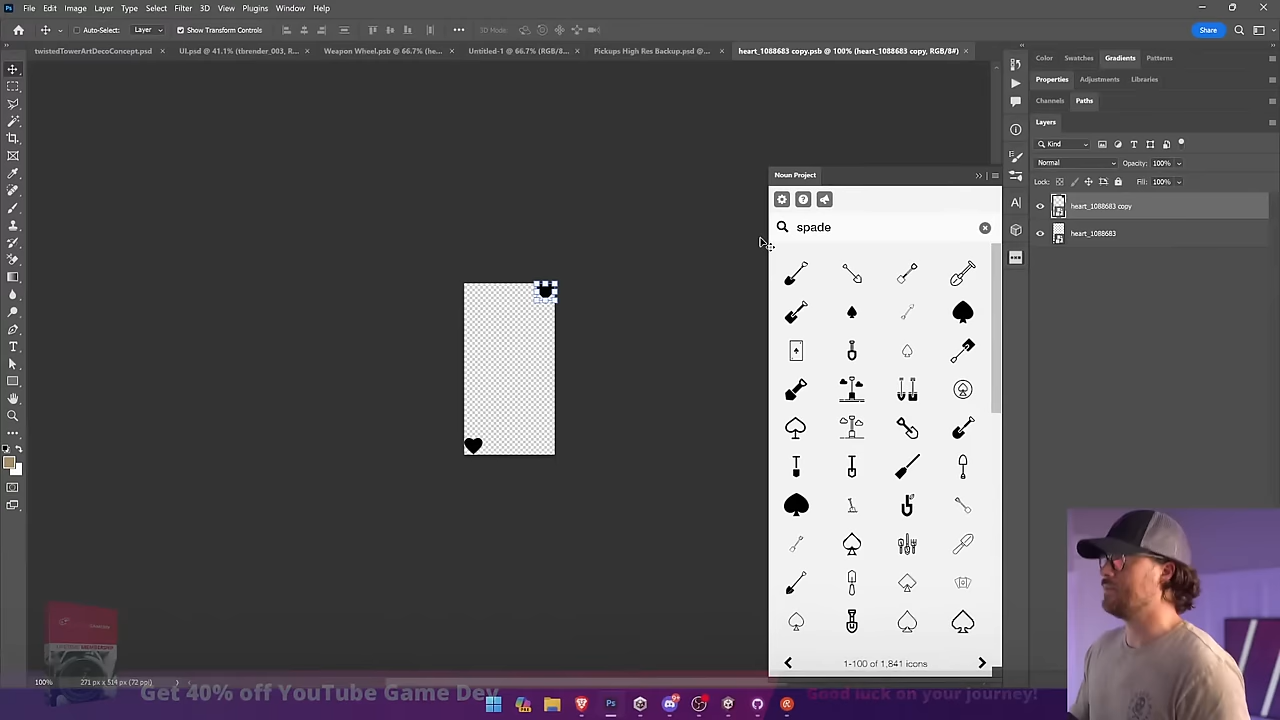 File Edit Image Layer Type Select Filter 3D View Plugins Window Help
Auto-Select: Layer Show Transform Controls 3D Mode: Share
twistedTowerArtDecoConcept.psd UI.psd @ 41.1% (tbrender_003, R... Weapon Wheel.psb @ 66.7% (he... Untitled-1 @ 66.7% (RGB/8... Pickups High Res Backup.psd @... heart_1088683 copy.psb @ 100% (heart_1088683 copy, RGB/8#)
Color Swatches Gradients Patterns
Properties Adjustments Libraries
Channels Paths
Layers
Kind
Normal Opacity: 100%
Lock: Fill: 100%
heart_1088683 copy
heart_1088683
Noun Project
spade
1-100 of 1,841 icons
100% 271 px x 514 px (72 ppi)
Get 40% off YouTube Game Dev
Good luck on your journey!